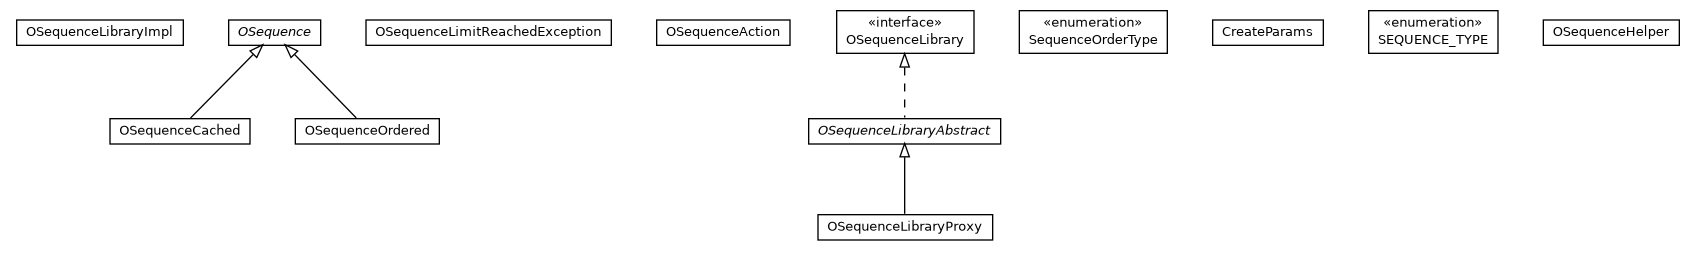 OSequenceLibraryImpl
OSequence
OSequenceLimitReachedException
OSequenceAction
«interface»
OSequenceLibrary
«enumeration»
SequenceOrderType
CreateParams
«enumeration»
SEQUENCE_TYPE
OSequenceHelper
OSequenceCached
OSequenceOrdered
OSequenceLibraryAbstract
OSequenceLibraryProxy